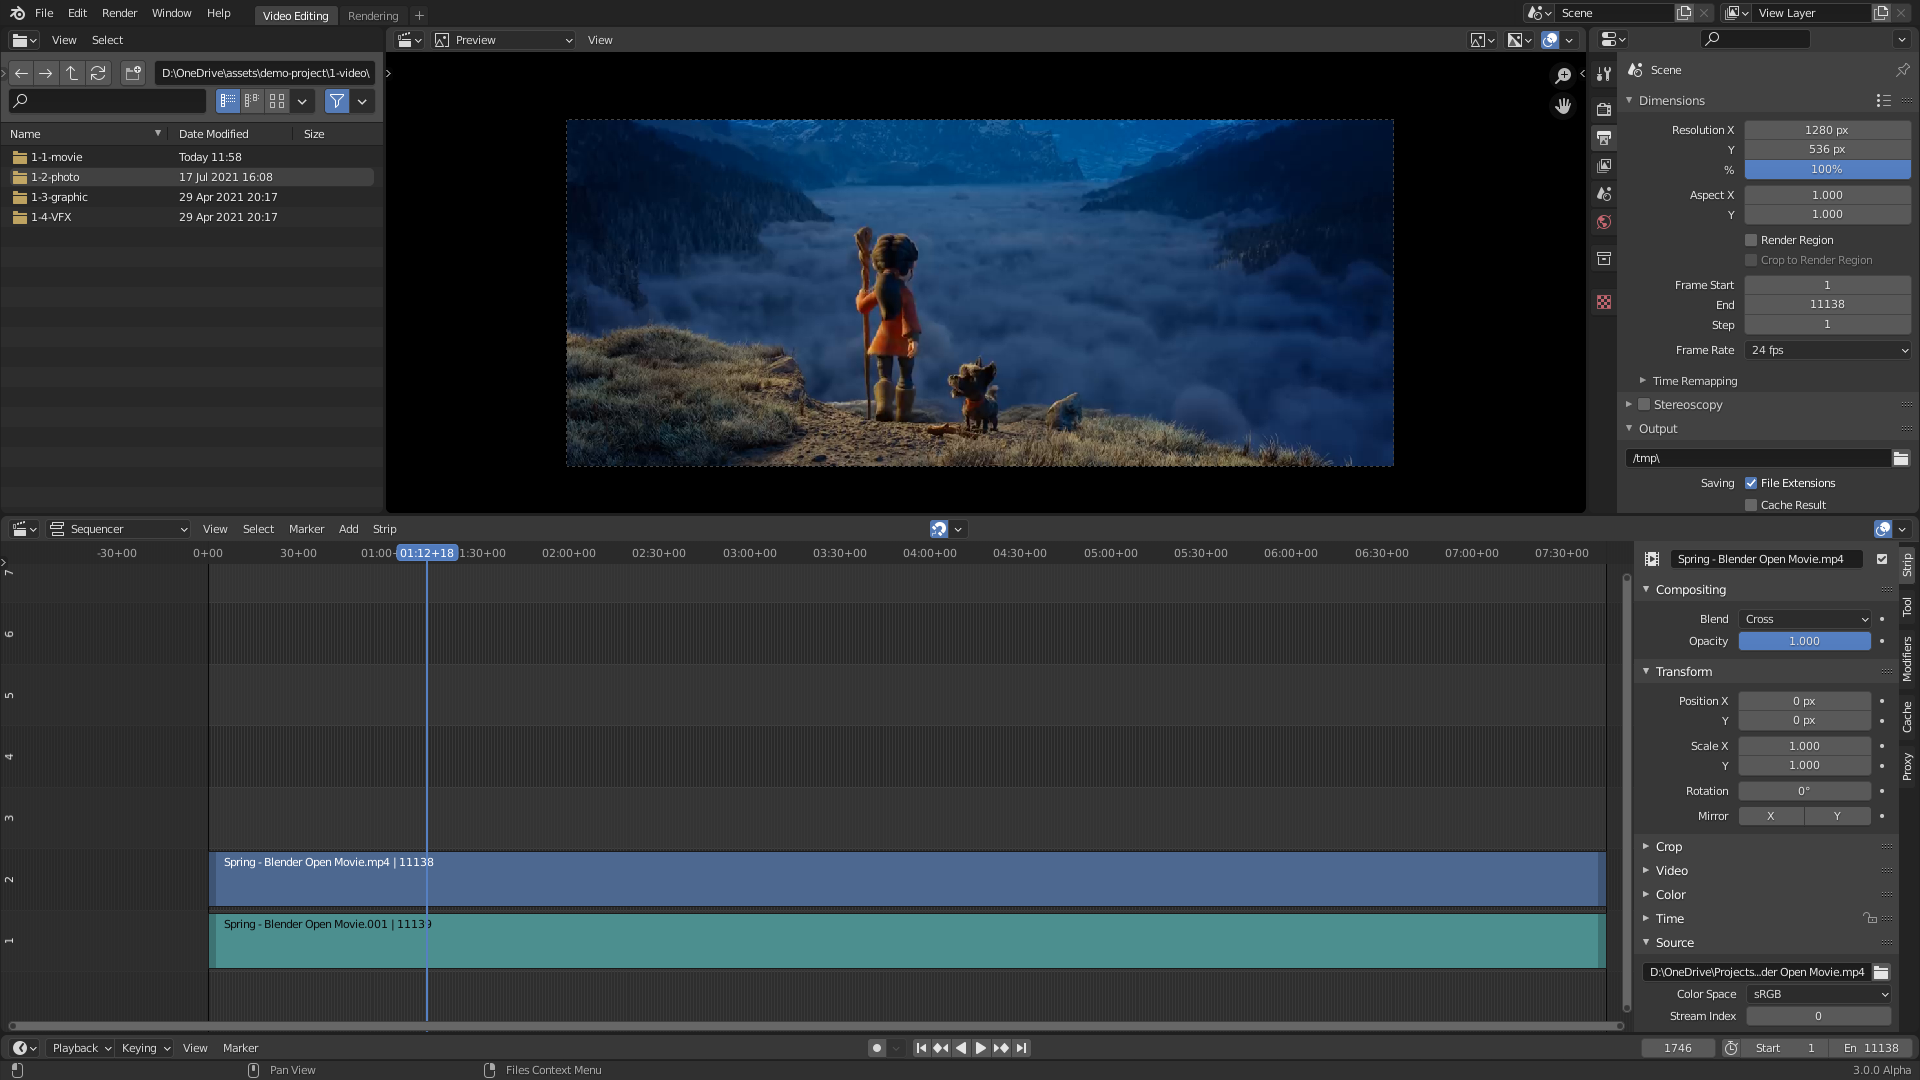 File Edit Render Window Help Video Editing Rendering + Scene View Layer
View Select
Preview View
D:\OneDrive\assets\demo-project\1-video\
Name Date Modified Size
1-1-movie Today 11:58
1-2-photo 17 Jul 2021 16:08
1-3-graphic 29 Apr 2021 20:17
1-4-VFX 29 Apr 2021 20:17
Scene
Dimensions
Resolution X 1280 px
Y 536 px
% 100%
Aspect X 1.000
Y 1.000
Render Region
Crop to Render Region
Frame Start 1
End 11138
Step 1
Frame Rate 24 fps
Time Remapping
Stereoscopy
Output
/tmp\
Saving File Extensions
Cache Result
Sequencer View Select Marker Add Strip
-30+00 0+00 30+00 01:00 01:12+18 1:30+00 02:00+00 02:30+00 03:00+00 03:30+00 04:00+00 04:30+00 05:00+00 05:30+00 06:00+00 06:30+00 07:00+00 07:30+00
7
6
5
4
3
2
1
Spring - Blender Open Movie.mp4 | 11138
Spring - Blender Open Movie.001 | 11139
Spring - Blender Open Movie.mp4
Compositing
Blend Cross
Opacity 1.000
Transform
Position X 0 px
Y 0 px
Scale X 1.000
Y 1.000
Rotation 0°
Mirror X Y
Crop
Video
Color
Time
Source
D:\OneDrive\Projects...der Open Movie.mp4
Color Space sRGB
Stream Index 0
Strip
Tool
Modifiers
Cache
Proxy
Playback Keying View Marker 1746 Start 1 En 11138
Pan View Files Context Menu 3.0.0 Alpha